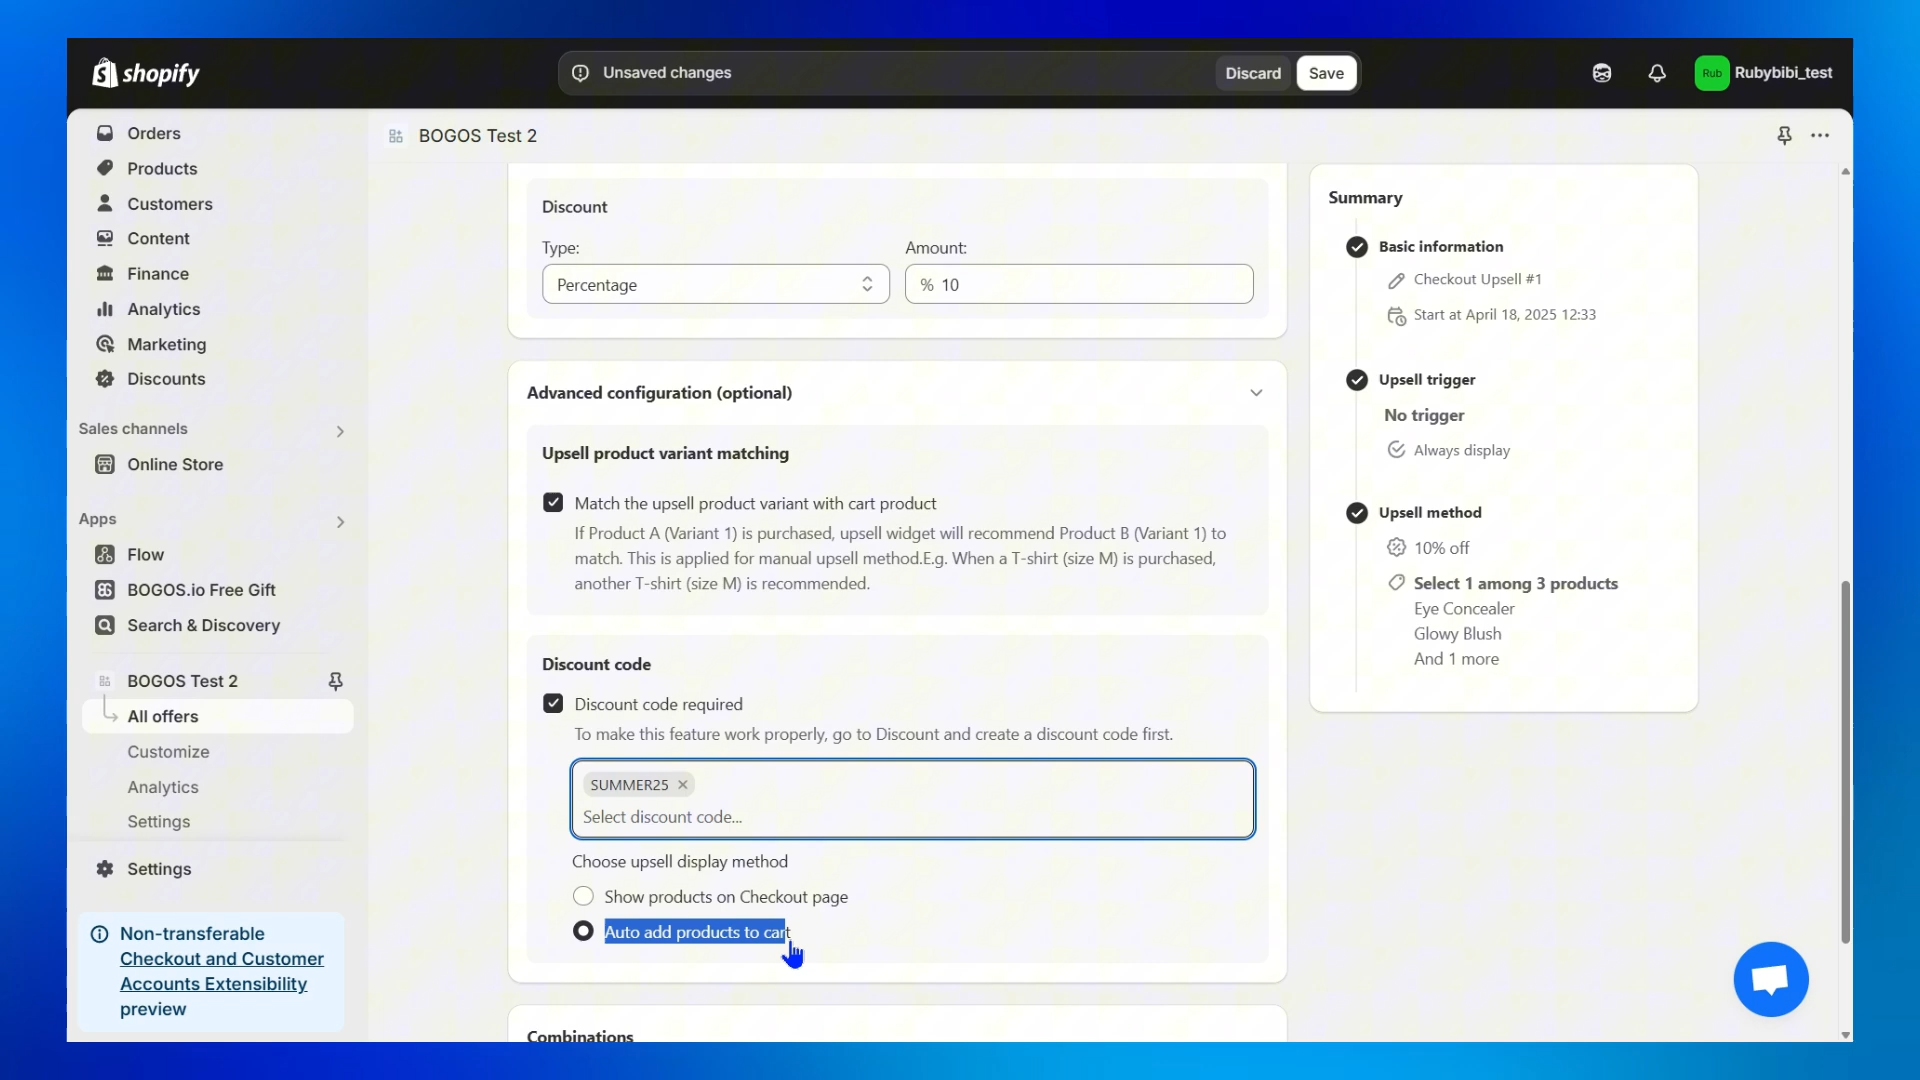 shopify
Unsaved changes
Discard
Save
Rub
Rubybibi_test
Orders
Products
Customers
Content
Finance
Analytics
Marketing
Discounts
Sales channels
Online Store
Apps
Flow
BOGOS.io Free Gift
Search & Discovery
BOGOS Test 2
All offers
Customize
Analytics
Settings
Settings
Non-transferable
Checkout and Customer
Accounts Extensibility
preview
BOGOS Test 2
Discount
Type:
Amount:
Percentage
% 10
Advanced configuration (optional)
Upsell product variant matching
Match the upsell product variant with cart product
If Product A (Variant 1) is purchased, upsell widget will recommend Product B (Variant 1) to
match. This is applied for manual upsell method.E.g. When a T-shirt (size M) is purchased,
another T-shirt (size M) is recommended.
Discount code
Discount code required
To make this feature work properly, go to Discount and create a discount code first.
SUMMER25
Select discount code...
Choose upsell display method
Show products on Checkout page
Auto add products to cart
Combinations
Summary
Basic information
Checkout Upsell #1
Start at April 18, 2025 12:33
Upsell trigger
No trigger
Always display
Upsell method
10% off
Select 1 among 3 products
Eye Concealer
Glowy Blush
And 1 more